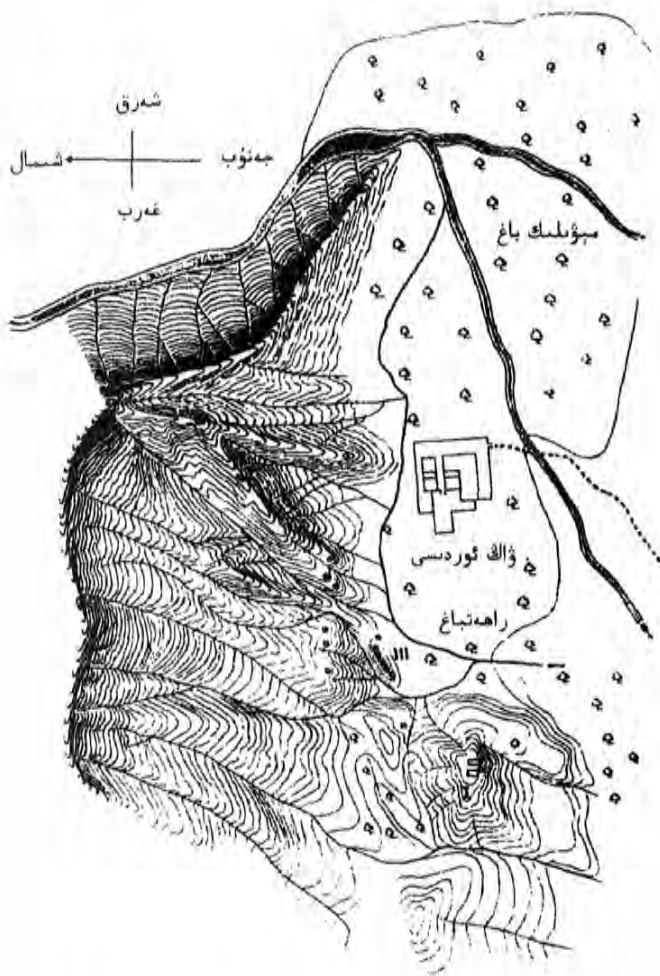 شەرق
شىمال
جەنۇب
غەرب
مېۋىلىك باغ
ۋاڭ ئوردىسى
راھەتباغ